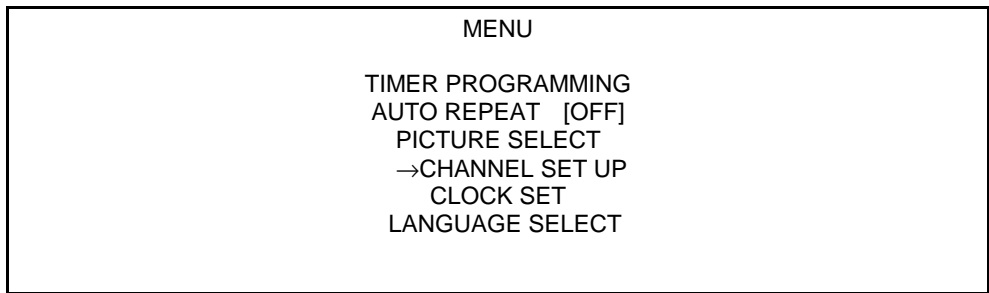 MENU
TIMER PROGRAMMING
AUTO REPEAT [OFF]
PICTURE SELECT
→CHANNEL SET UP
CLOCK SET
LANGUAGE SELECT